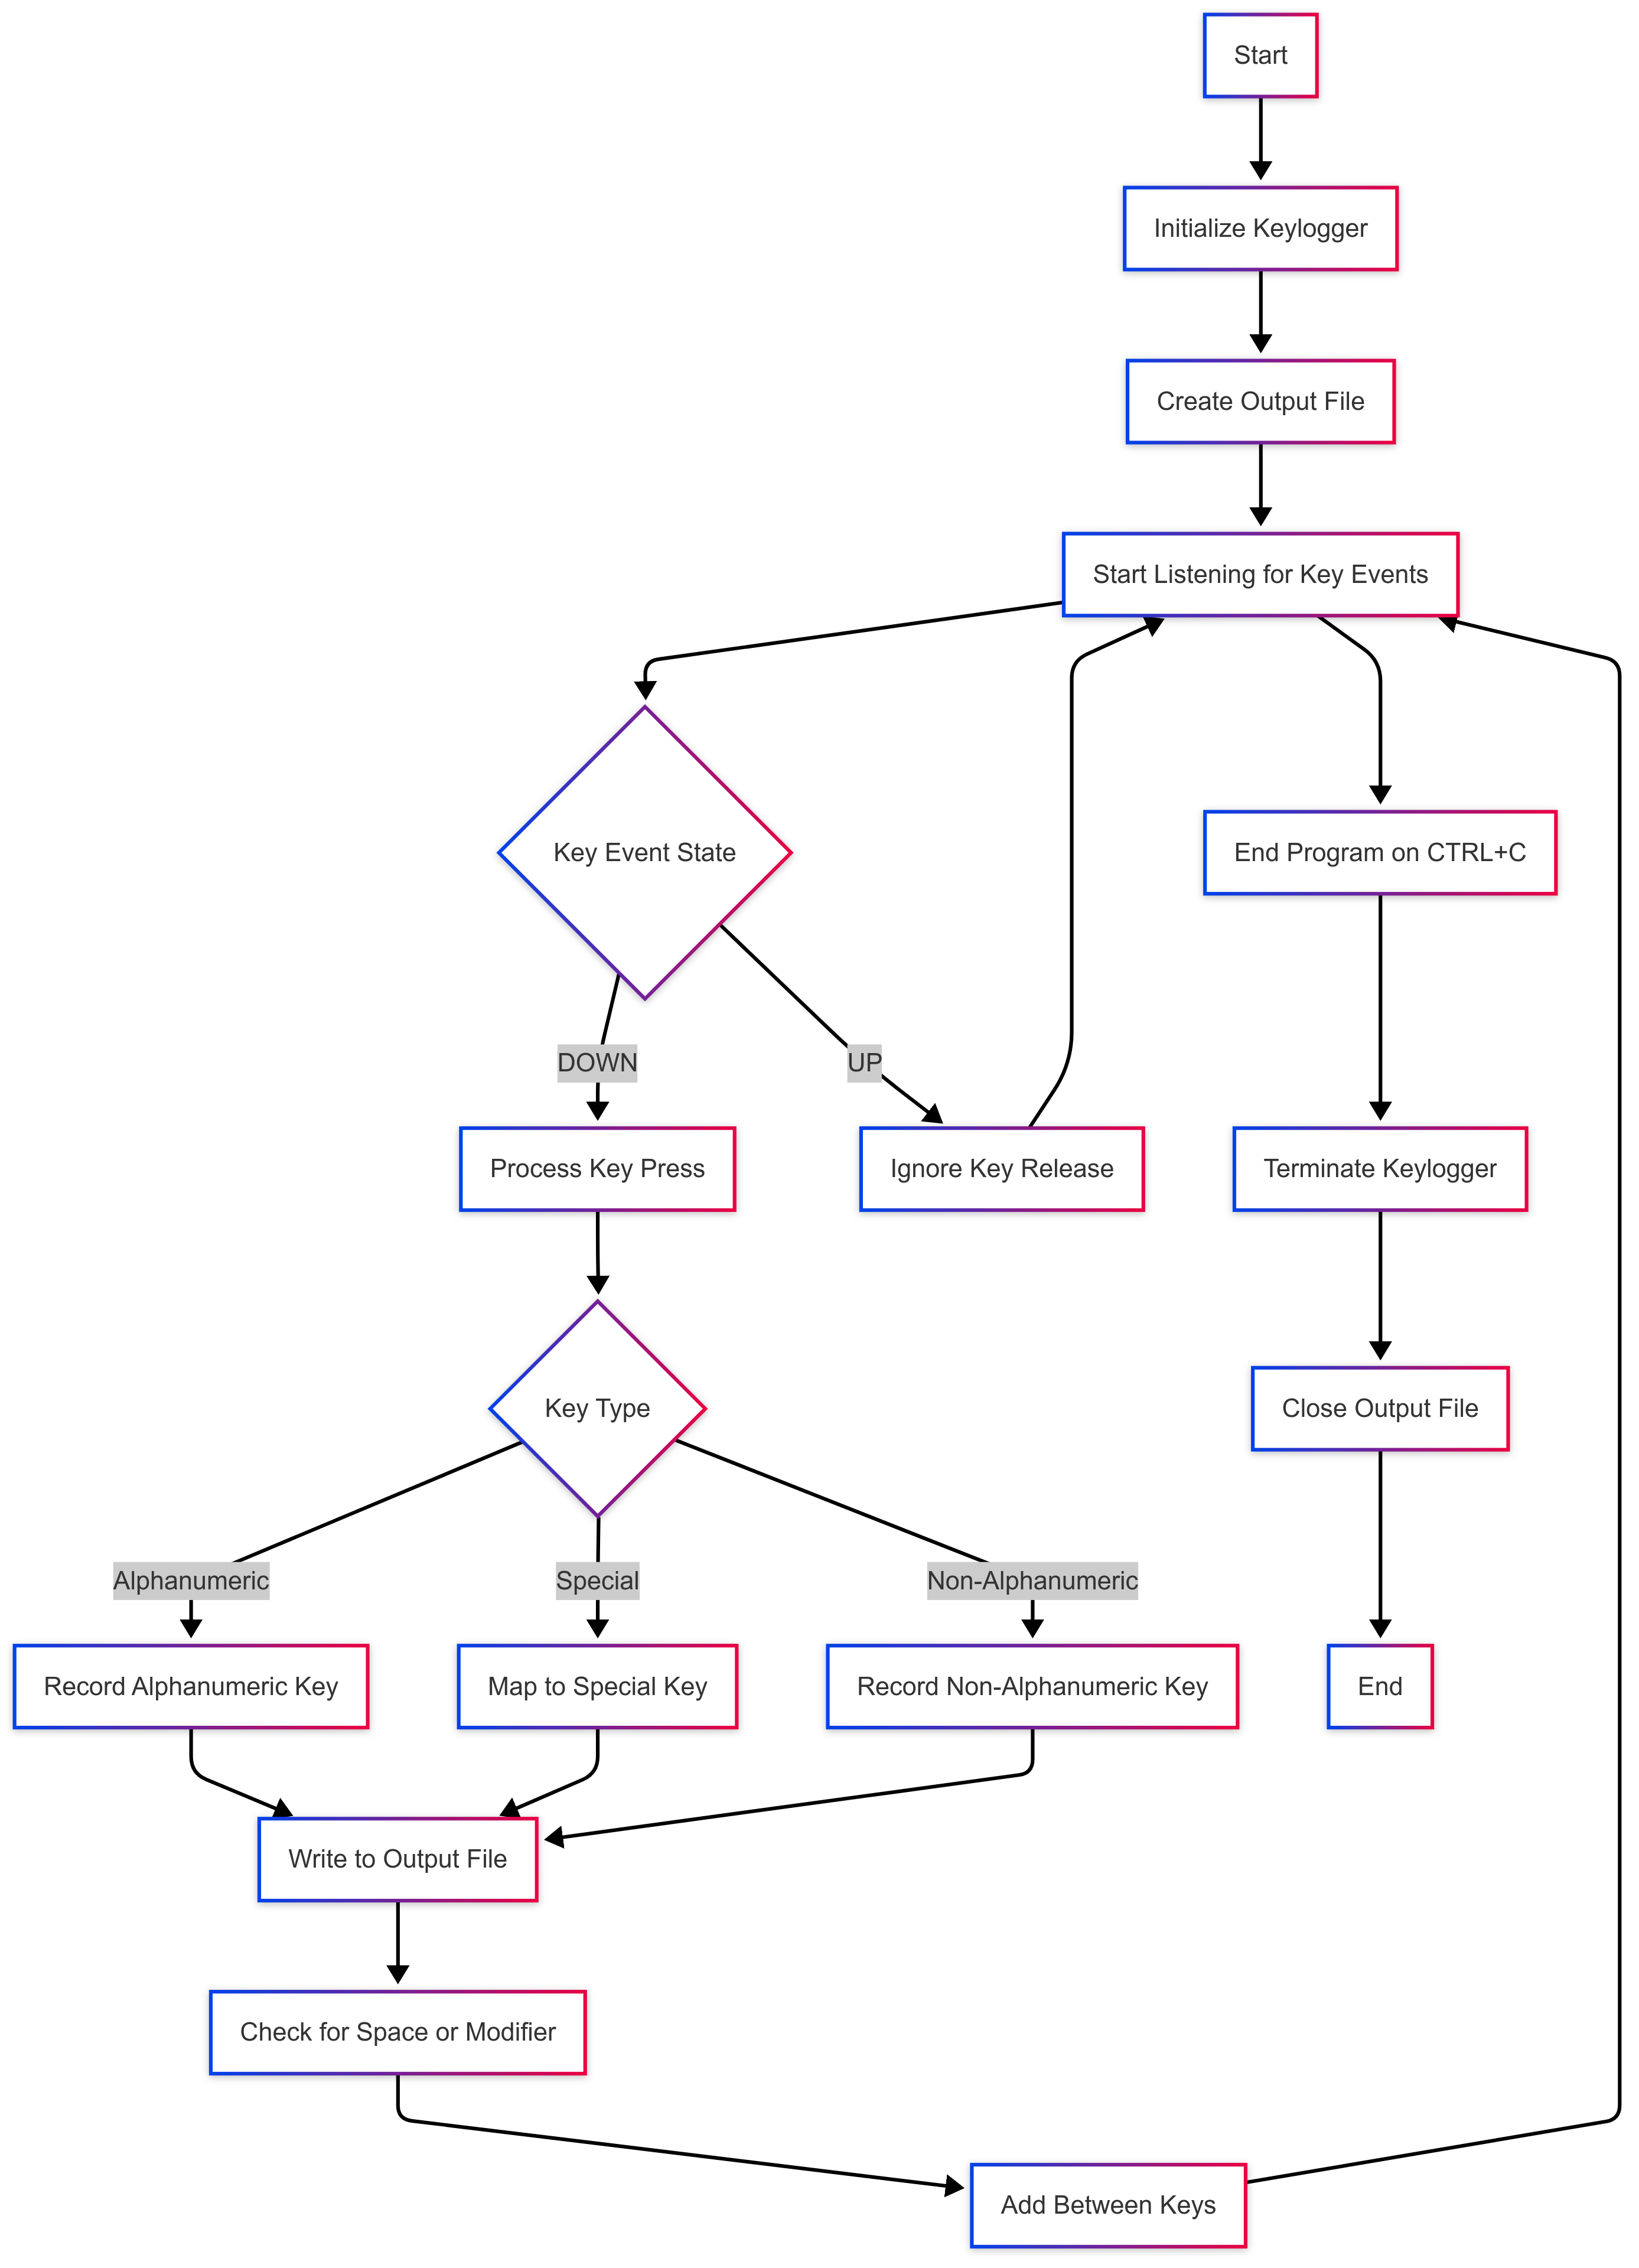 Start
Initialize Keylogger
Create Output File
Start Listening for Key Events
Key Event State
End Program on CTRL+C
DOWN
UP
Process Key Press
Ignore Key Release
Terminate Keylogger
Key Type
Close Output File
Alphanumeric
Special
Non-Alphanumeric
Record Alphanumeric Key
Map to Special Key
Record Non-Alphanumeric Key
End
Write to Output File
Check for Space or Modifier
Add Between Keys